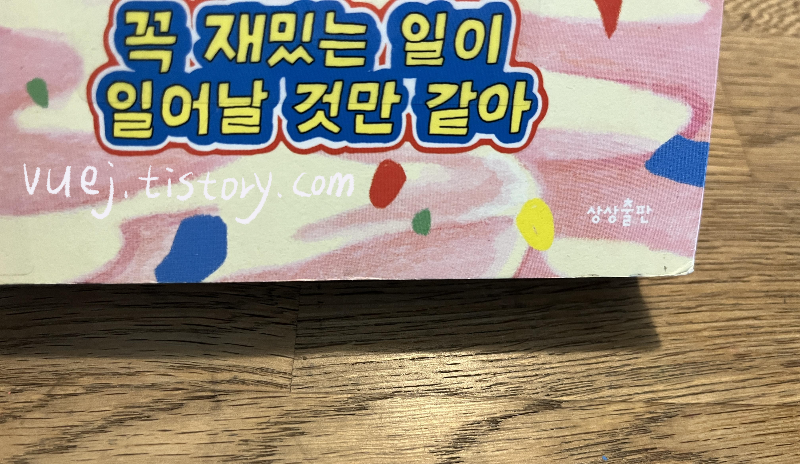 꼭 재밌는 일이
일어날 것만 같아
vuej.tistory.com
상상출판